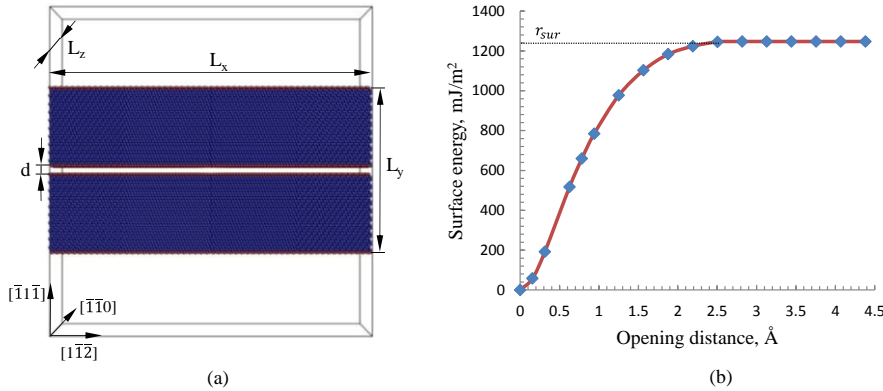 L_z
L_x
d
L_y
[1̅11̅]
[1̅1̅0]
[11̅2̅]
(a)
r_sur
Surface energy, mJ/m²
1400
1200
1000
800
600
400
200
0
0 0.5 1 1.5 2 2.5 3 3.5 4 4.5
Opening distance, Å
(b)